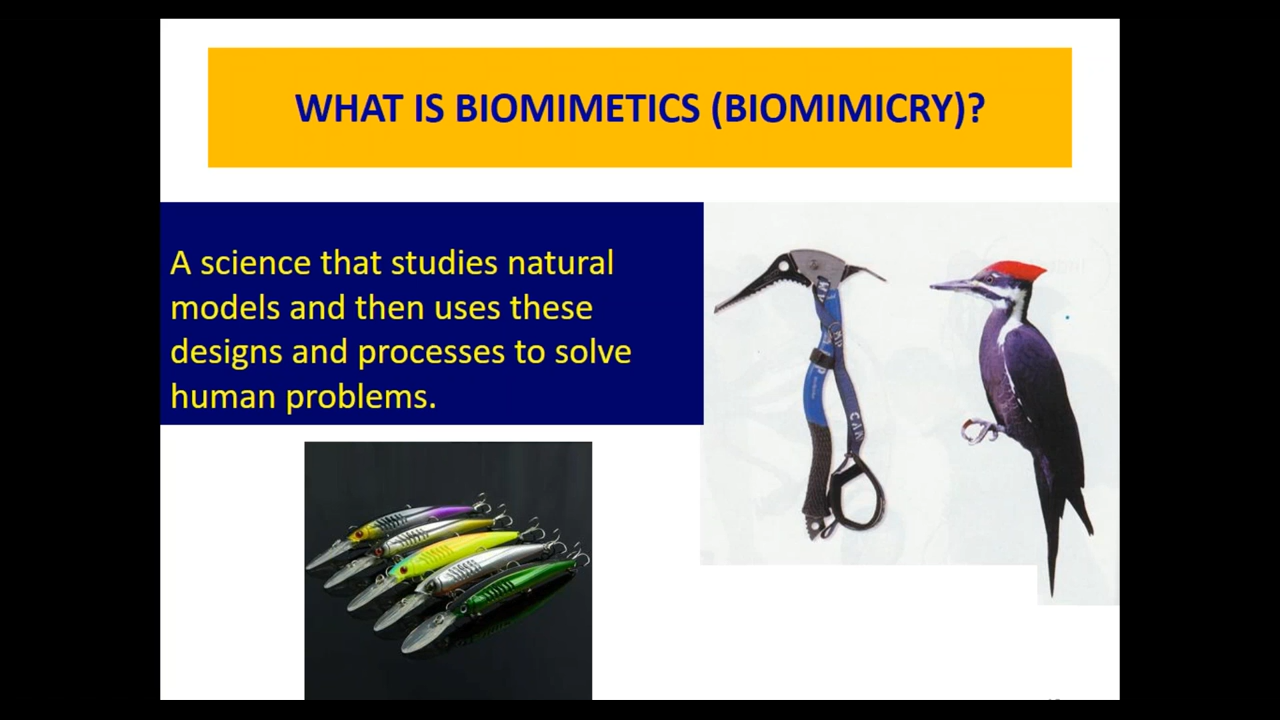 WHAT IS BIOMIMETICS (BIOMIMICRY)?
A science that studies natural
models and then uses these
designs and processes to solve
human problems.